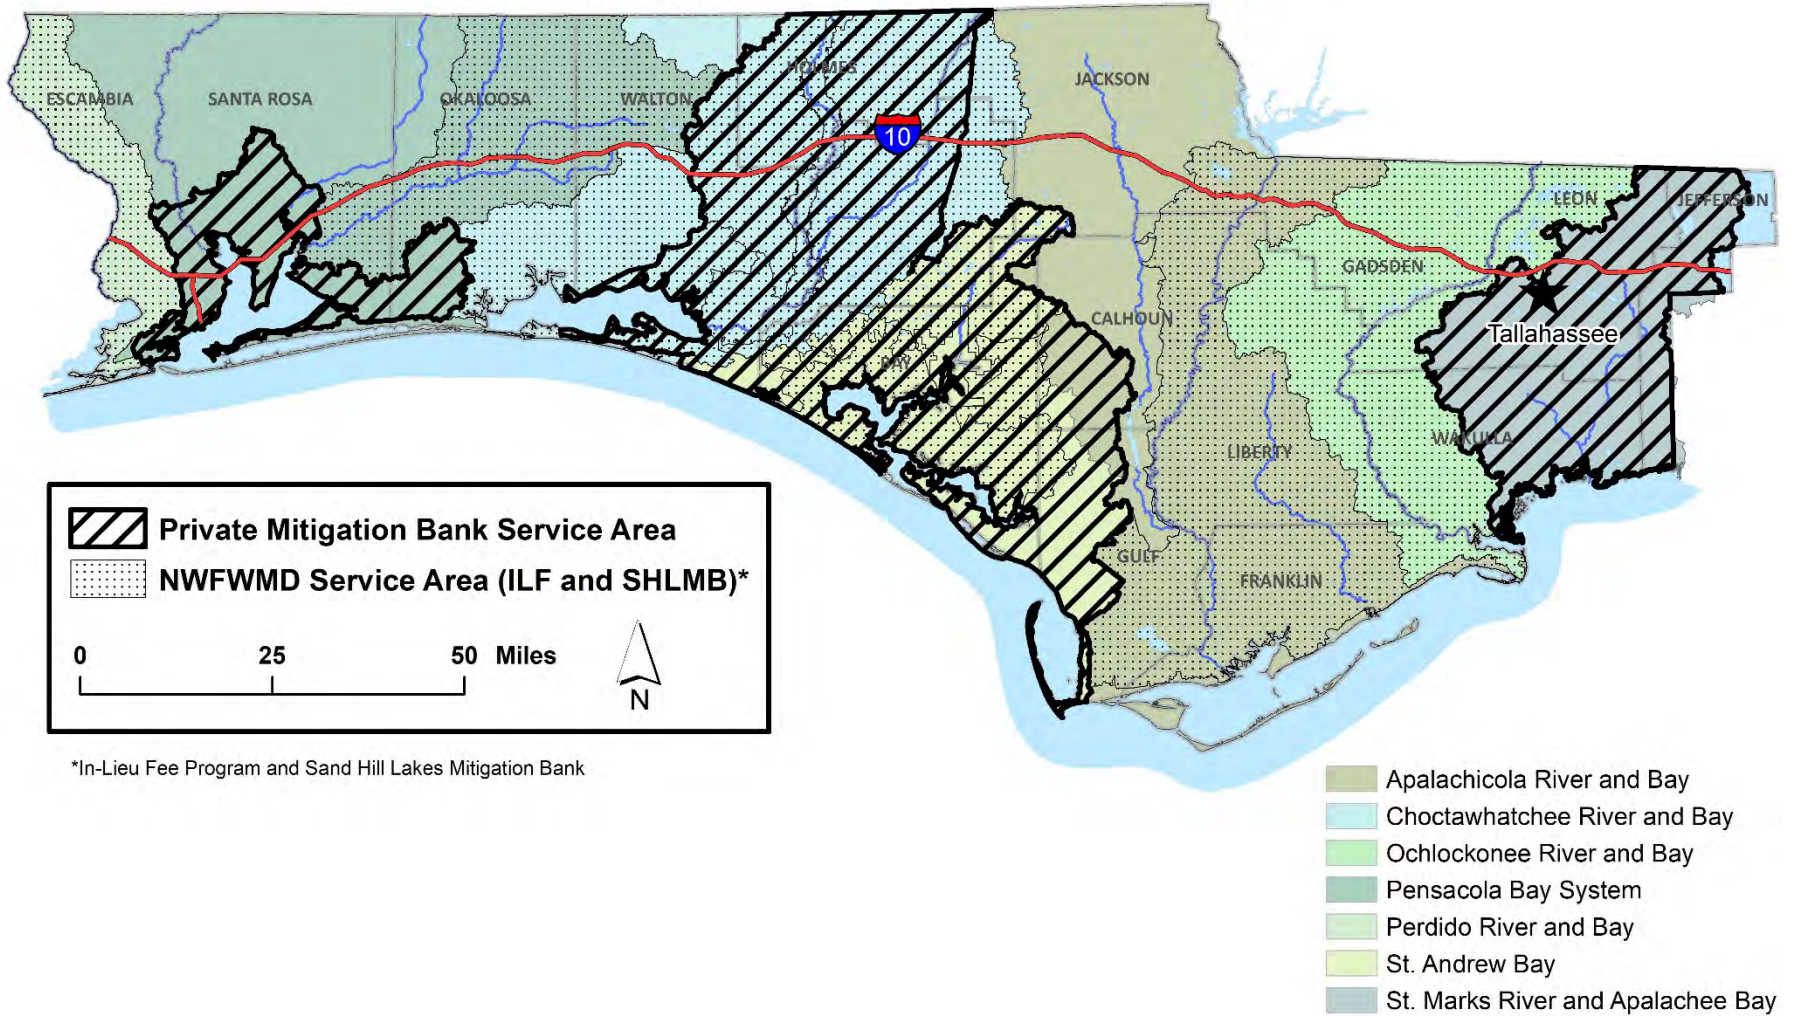 ESCAMBIA
SANTA ROSA
OKALOOSA
WALTON
HOLMES
JACKSON
10
LEON
JEFFERSON
GADSDEN
CALHOUN
Tallahassee
BAY
WAKULLA
LIBERTY
GULF
FRANKLIN
Private Mitigation Bank Service Area
NWFWMD Service Area (ILF and SHLMB)*
0 25 50 Miles
N
*In-Lieu Fee Program and Sand Hill Lakes Mitigation Bank
Apalachicola River and Bay
Choctawhatchee River and Bay
Ochlockonee River and Bay
Pensacola Bay System
Perdido River and Bay
St. Andrew Bay
St. Marks River and Apalachee Bay